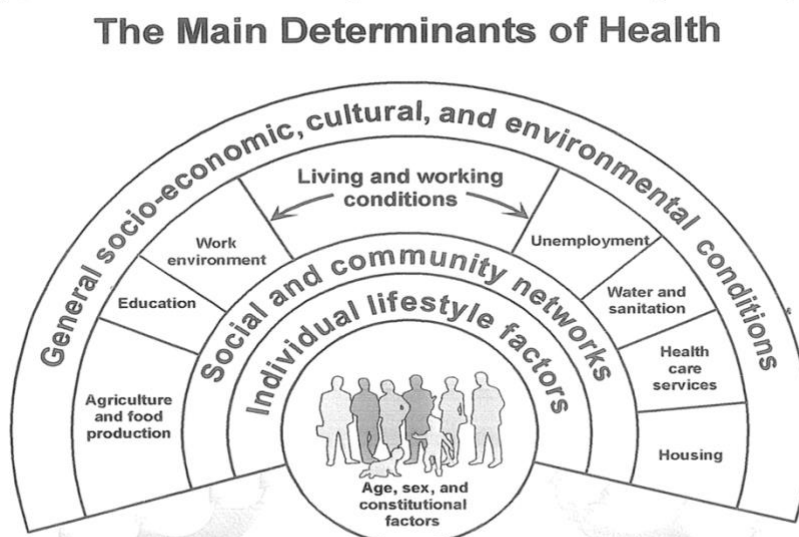 The Main Determinants of Health
General socio-economic, cultural, and environmental conditions
Living and working
conditions
Work
environment
Unemployment
Education
Water and
sanitation
Agriculture
and food
production
Health
care
services
Housing
Social and community networks
Individual lifestyle factors
Age, sex, and
constitutional
factors